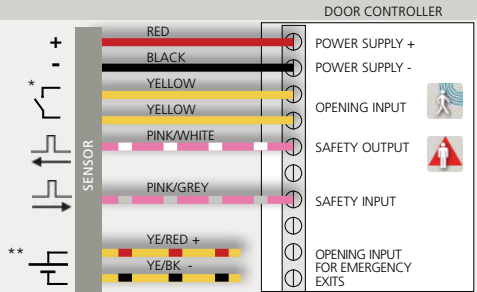 DOOR CONTROLLER
RED
+
POWER SUPPLY +
BLACK
-
POWER SUPPLY -
YELLOW
*
OPENING INPUT
YELLOW
PINK/WHITE
SAFETY OUTPUT
SENSOR
PINK/GREY
SAFETY INPUT
YE/RED +
**
OPENING INPUT
FOR EMERGENCY
EXITS
YE/BK -